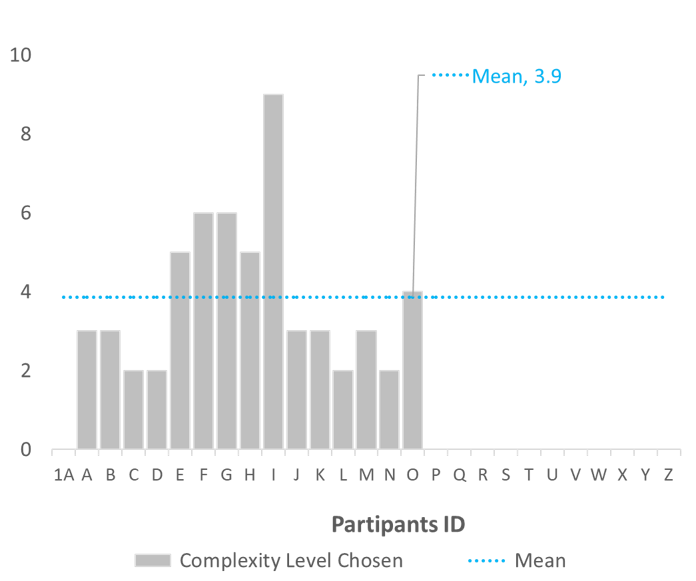 10
Mean, 3.9
8
6
4
2
0
1A A B C D E F G H I J K L M N O P Q R S T U V W X Y Z
Partipants ID
Complexity Level Chosen Mean